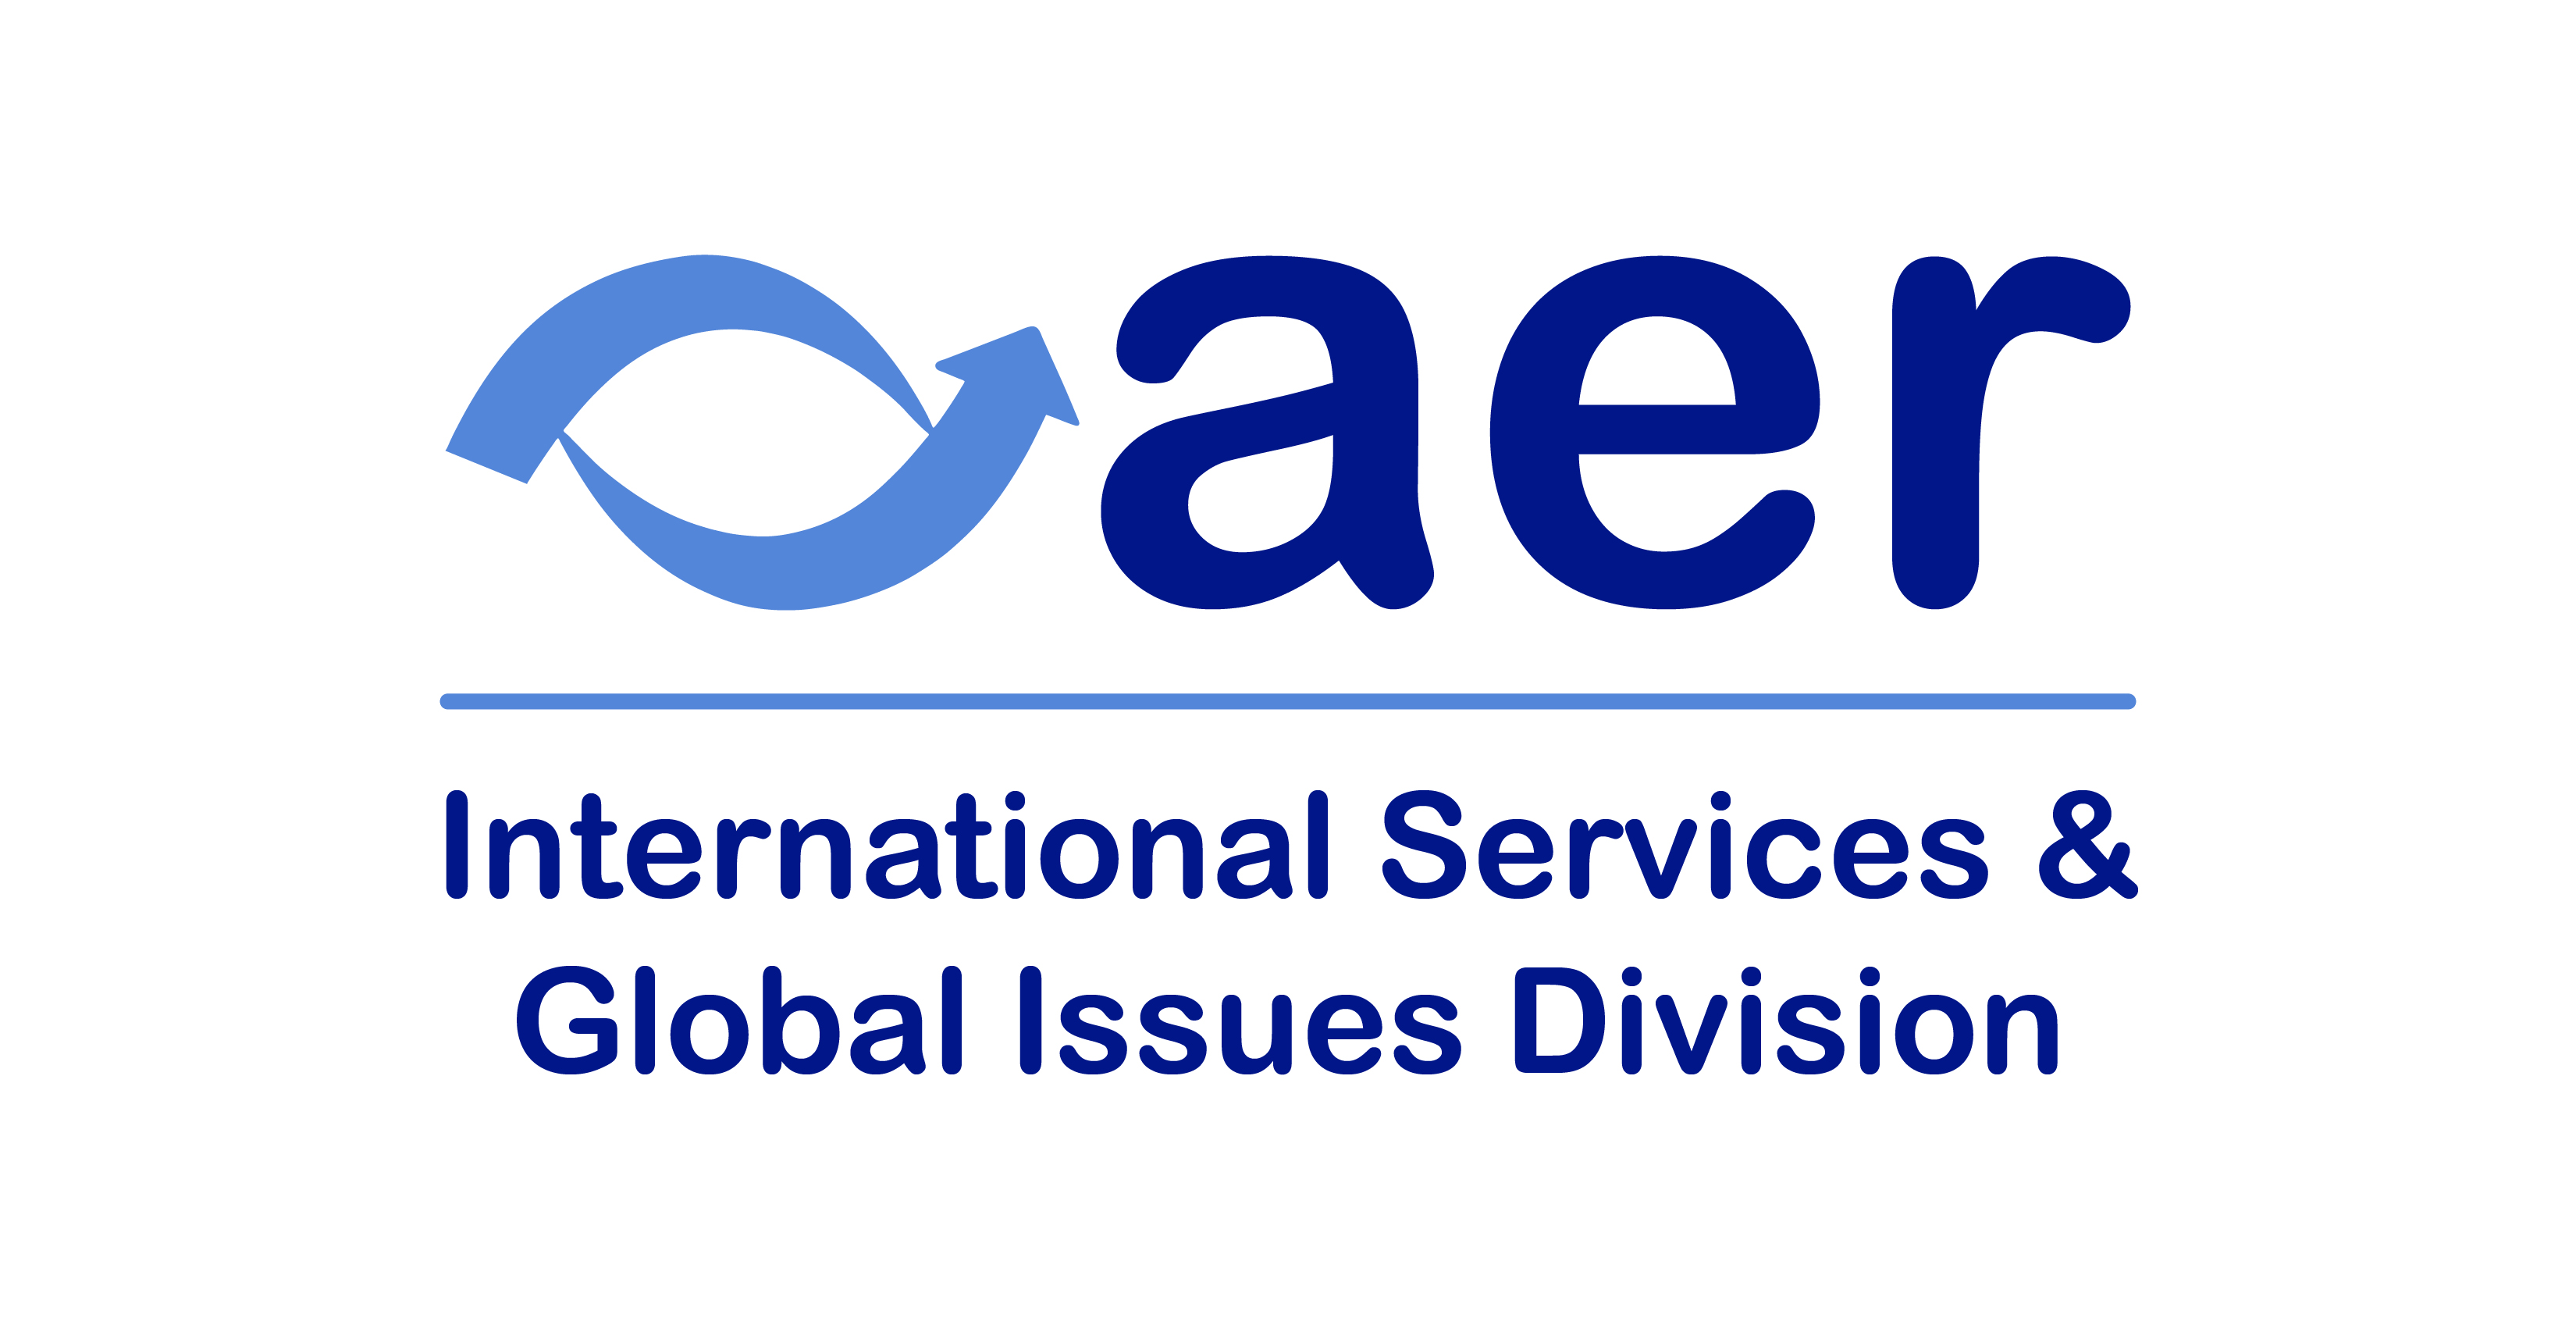 aer
International Services &
Global Issues Division